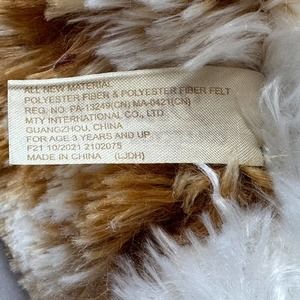 ALL NEW MATERIAL
POLYESTER FIBER & POLYESTER FIBER FELT
REG. NO. PA-13249(CN) MA-0421(CN)
MTY INTERNATIONAL CO., LTD
GUANGZHOU, CHINA
FOR AGE 3 YEARS AND UP
F21 10/2021 2102075
MADE IN CHINA (LJDH)